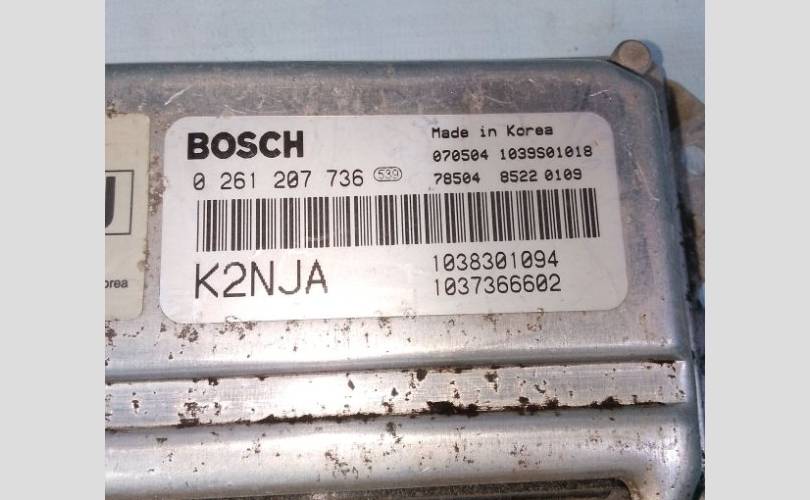 BOSCH
Made in Korea
070504 1039S01018
0 261 207 736 539
78504 8522 0109
K2NJA
1038301094
1037366602
orea